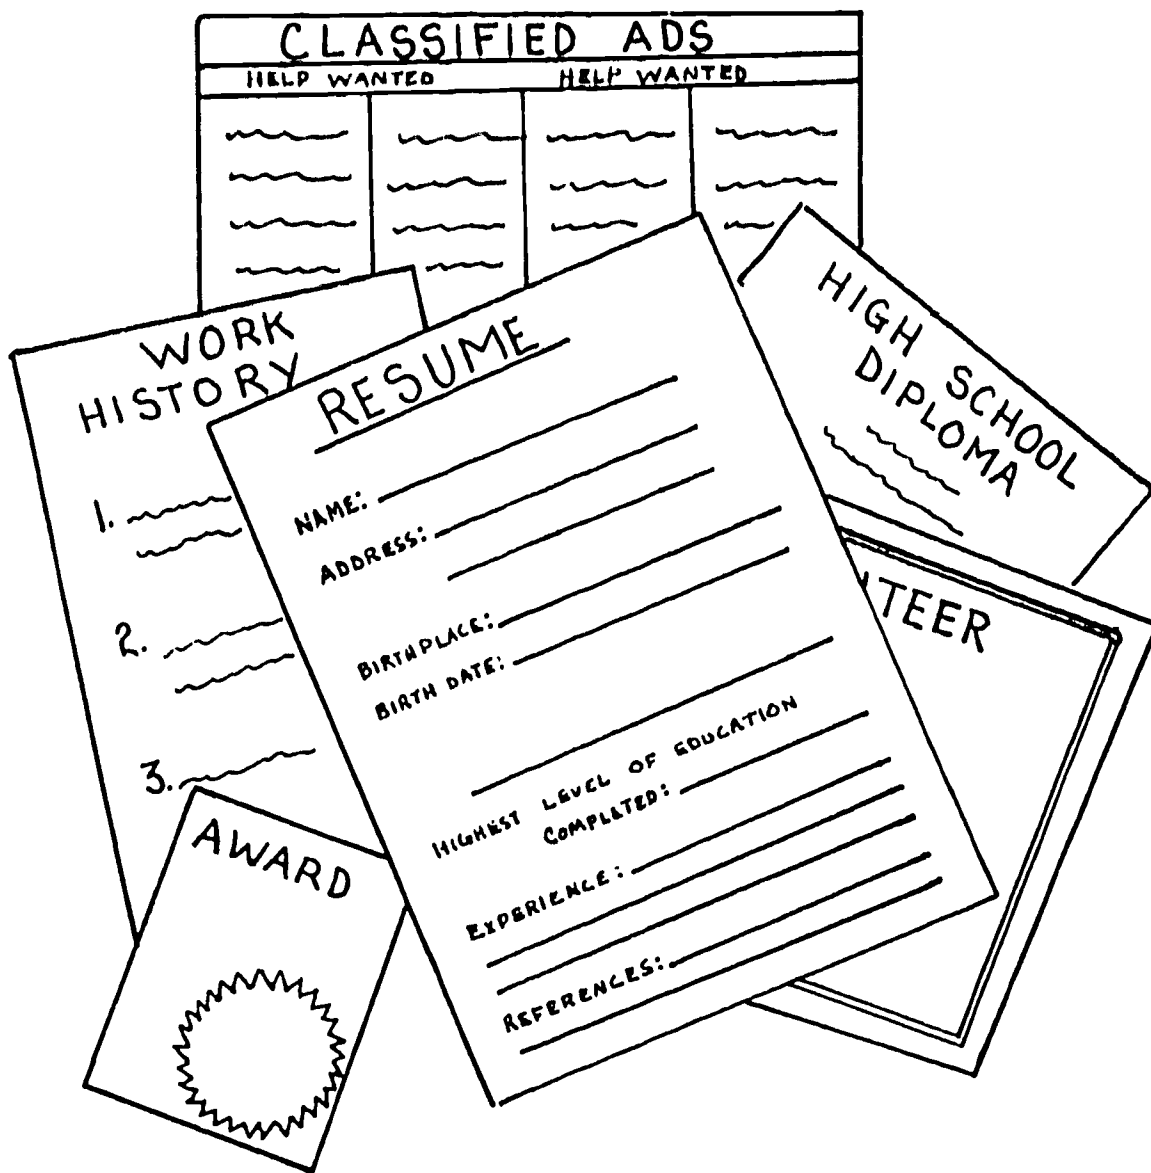 CLASSIFIED ADS
HELP WANTED HELP WANTED
WORK
HISTORY
1.
2.
3.
RESUME
NAME:
ADDRESS:
BIRTHPLACE:
BIRTH DATE:
HIGHEST LEVEL OF EDUCATION
COMPLETED:
EXPERIENCE:
REFERENCES:
HIGH SCHOOL
DIPLOMA
NTEER
AWARD